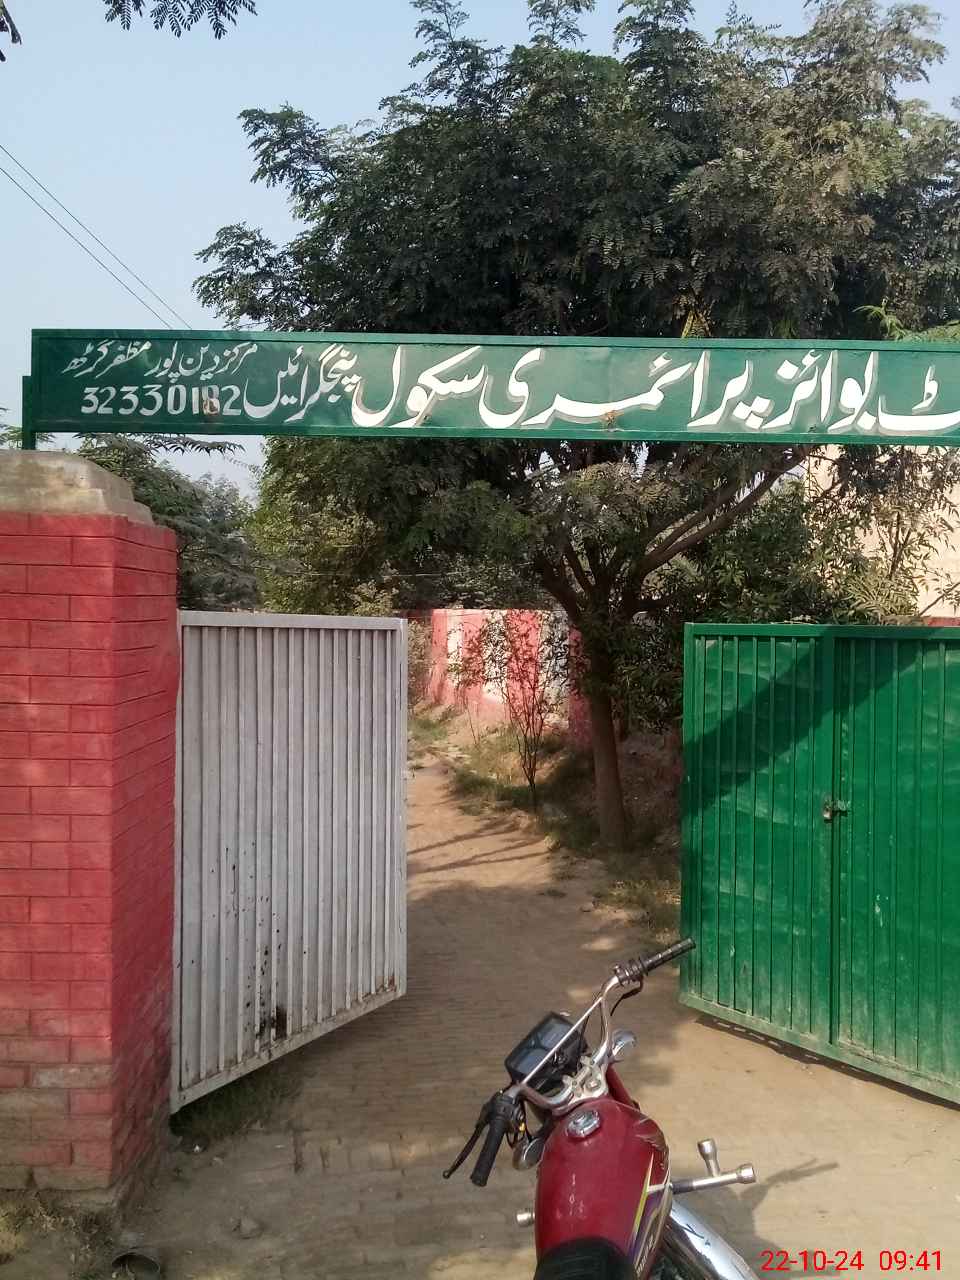 ٹ بوائز پرائمری سکول پنجگرائیں
مرکز دین پور مظفر گڑھ
32330182
22-10-24 09:41